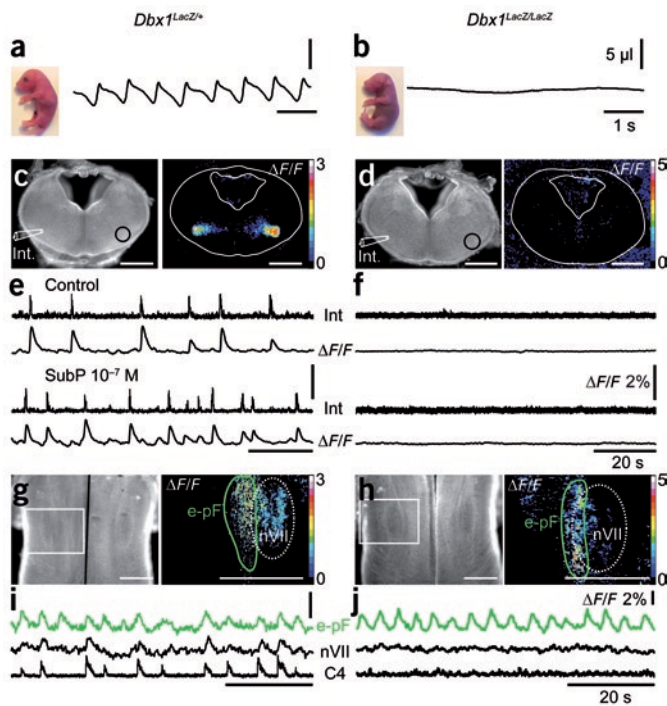 Dbx1LacZ/+
Dbx1LacZ/LacZ
a
b
5 µl
1 s
c
ΔF/F
3
0
Int.
d
ΔF/F
5
0
Int.
e
Control
f
Int
ΔF/F
SubP 10–7 M
ΔF/F 2%
Int
ΔF/F
20 s
g
ΔF/F
5
e-pF
nVII
0
h
ΔF/F
5
e-pF
nVII
0
i
j
ΔF/F 2%
e-pF
nVII
C4
20 s